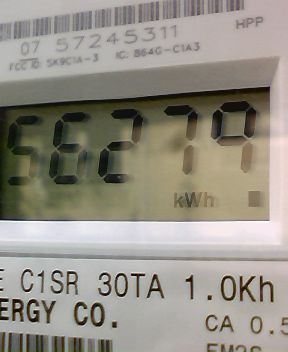 HPP
07 57245311
FCC ID: SK9C1A-3 IC: 864G-C1A3
56279
kWh
E C1SR 30TA 1.0Kh
ERGY CO.
CA 0.5